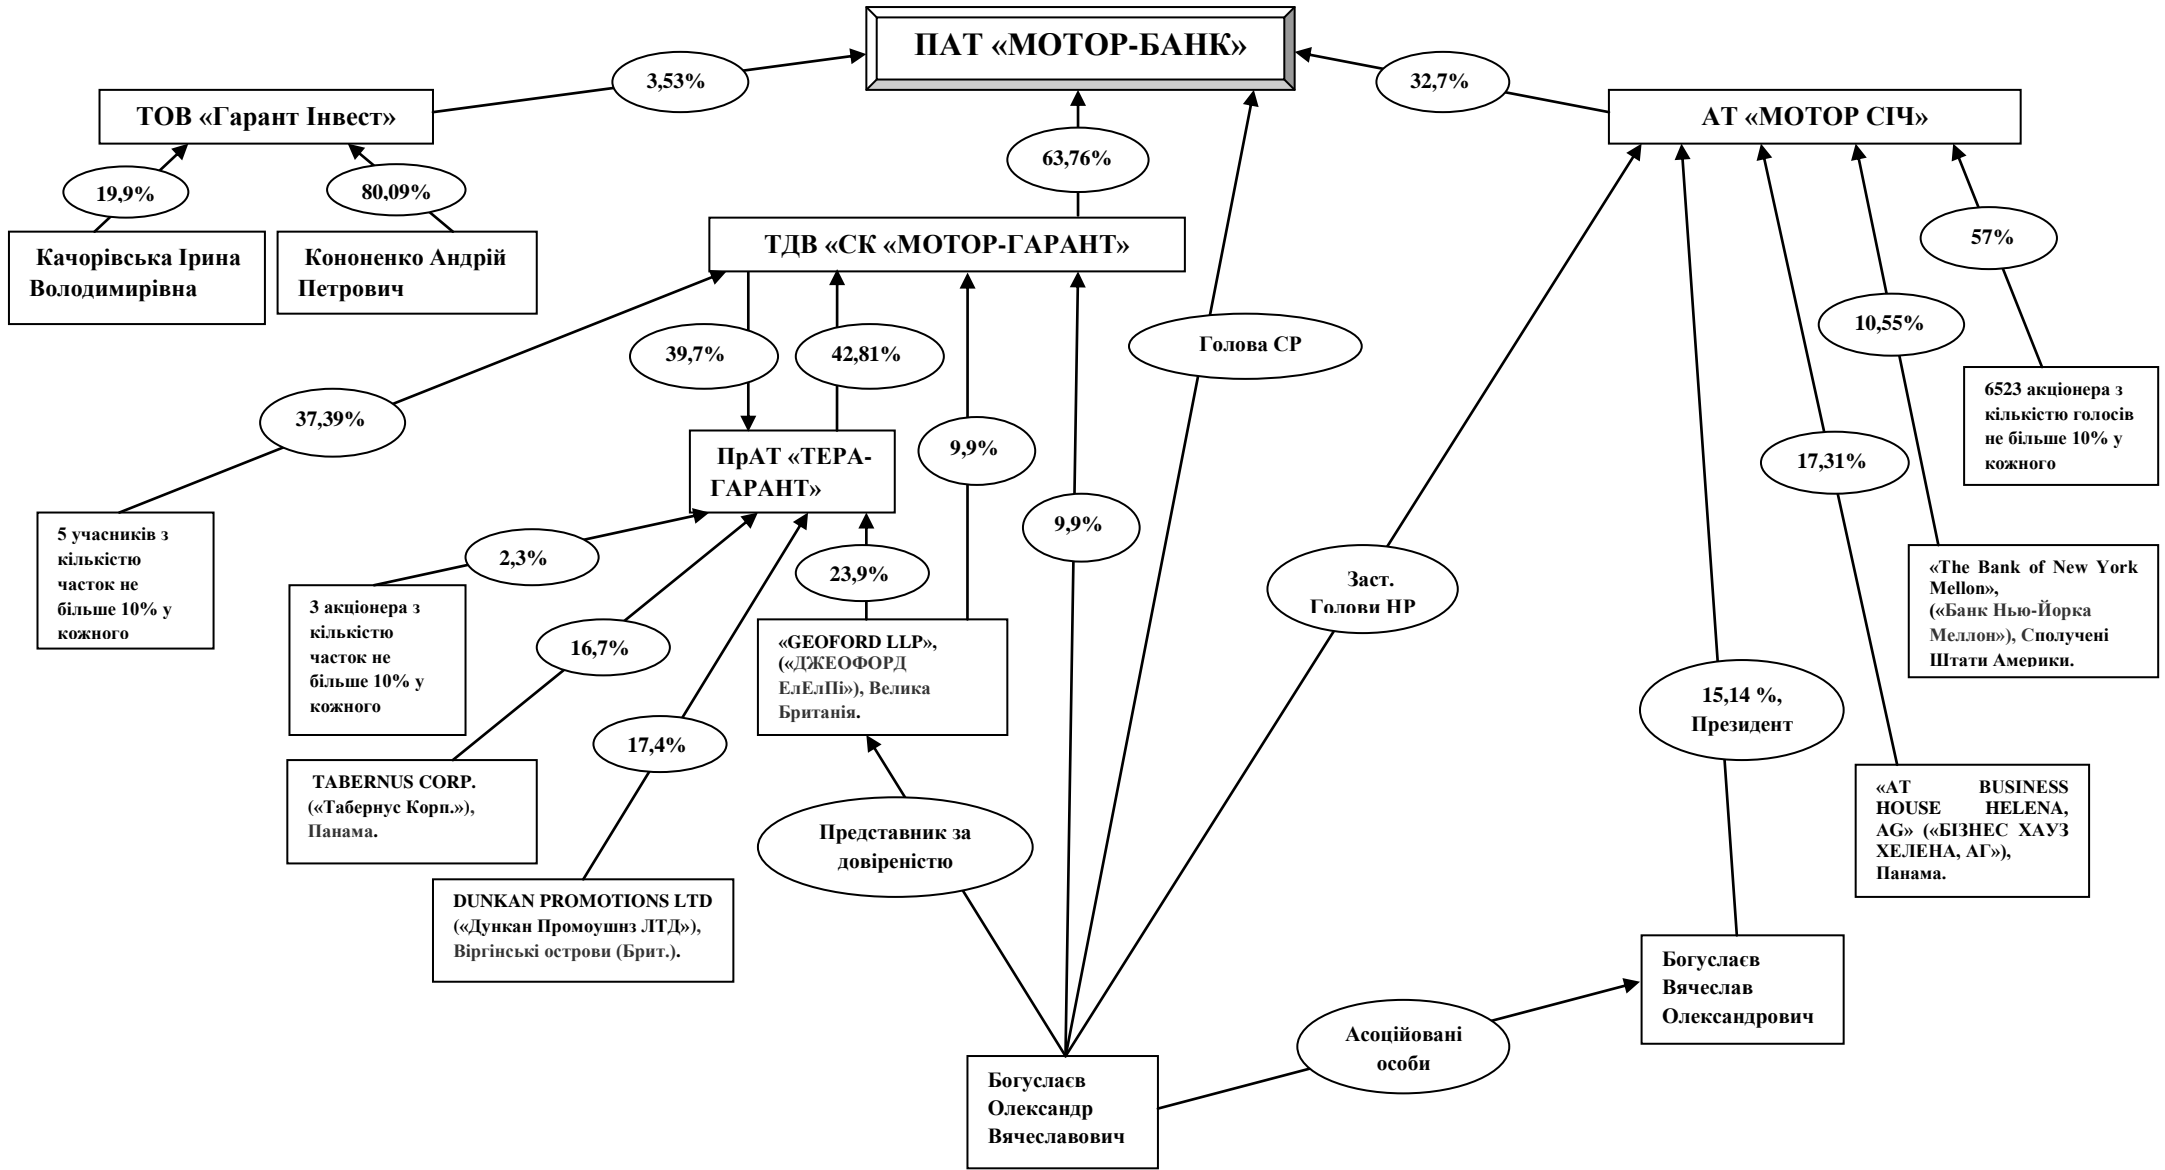 ПАТ «МОТОР-БАНК»
3,53%
32,7%
ТОВ «Гарант Інвест»
АТ «МОТОР СІЧ»
63,76%
19,9%
80,09%
Качорівська Ірина
Володимирівна
Кононенко Андрій
Петрович
ТДВ «СК «МОТОР-ГАРАНТ»
57%
39,7%
42,81%
Голова СР
10,55%
37,39%
6523 акціонера з
кількістю голосів
не більше 10% у
кожного
ПрАТ «ТЕРА-
ГАРАНТ»
9,9%
17,31%
9,9%
5 учасників з
кількістю
часток не
більше 10% у
кожного
2,3%
23,9%
Заст.
Голови НР
«The Bank of New York
Mellon»,
(«Банк Нью-Йорка
Меллон»), Сполучені
Штати Америки.
3 акціонера з
кількістю
часток не
більше 10% у
кожного
16,7%
«GEOFORD LLP»,
(«ДЖЕОФОРД
ЕлЕлПі»), Велика
Британія.
15,14 %,
Президент
17,4%
TABERNUS CORP.
(«Табернус Корп.»),
Панама.
Представник за
довіреністю
«AT BUSINESS
HOUSE HELENA,
AG» («БІЗНЕС ХАУЗ
ХЕЛЕНА, АГ»),
Панама.
DUNKAN PROMOTIONS LTD
(«Дункан Промоушнз ЛТД»),
Віргінські острови (Брит.).
Богуслаєв
Вячеслав
Олександрович
Асоційовані
особи
Богуслаєв
Олександр
Вячеславович